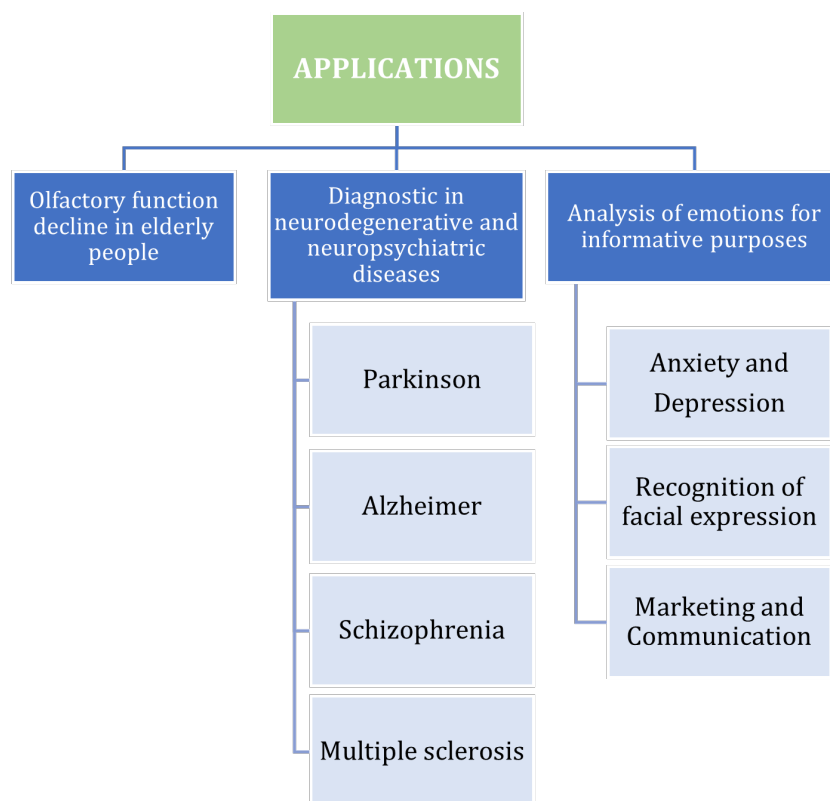 APPLICATIONS
Olfactory function
decline in elderly
people
Diagnostic in
neurodegenerative and
neuropsychiatric
diseases
Analysis of emotions for
informative purposes
Parkinson
Alzheimer
Schizophrenia
Multiple sclerosis
Anxiety and
Depression
Recognition of
facial expression
Marketing and
Communication